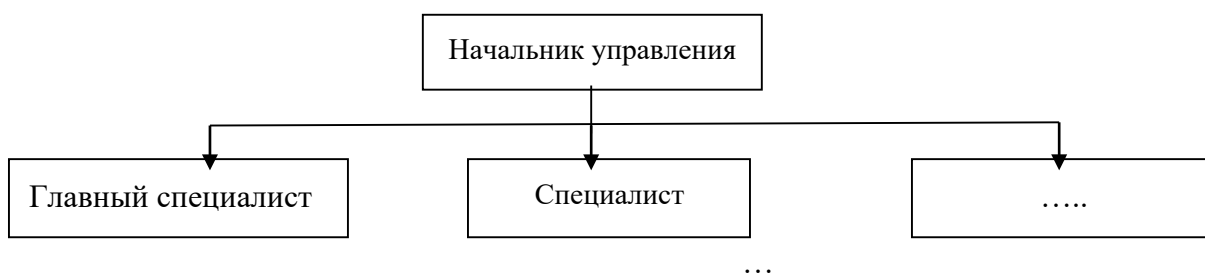 Начальник управления
Главный специалист
Специалист
…..
…